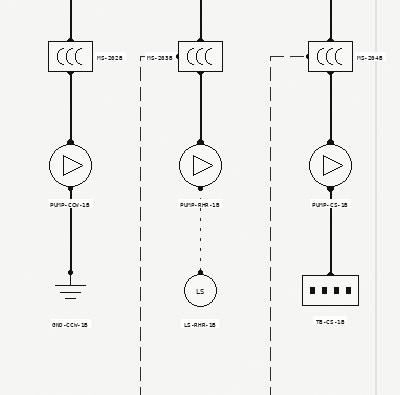 MS-202B
MS-203B
MS-204B
PUMP-CCW-1B
PUMP-RHR-1B
PUMP-CS-1B
LS
GND-CCW-1B
LS-RHR-1B
TB-CS-1B